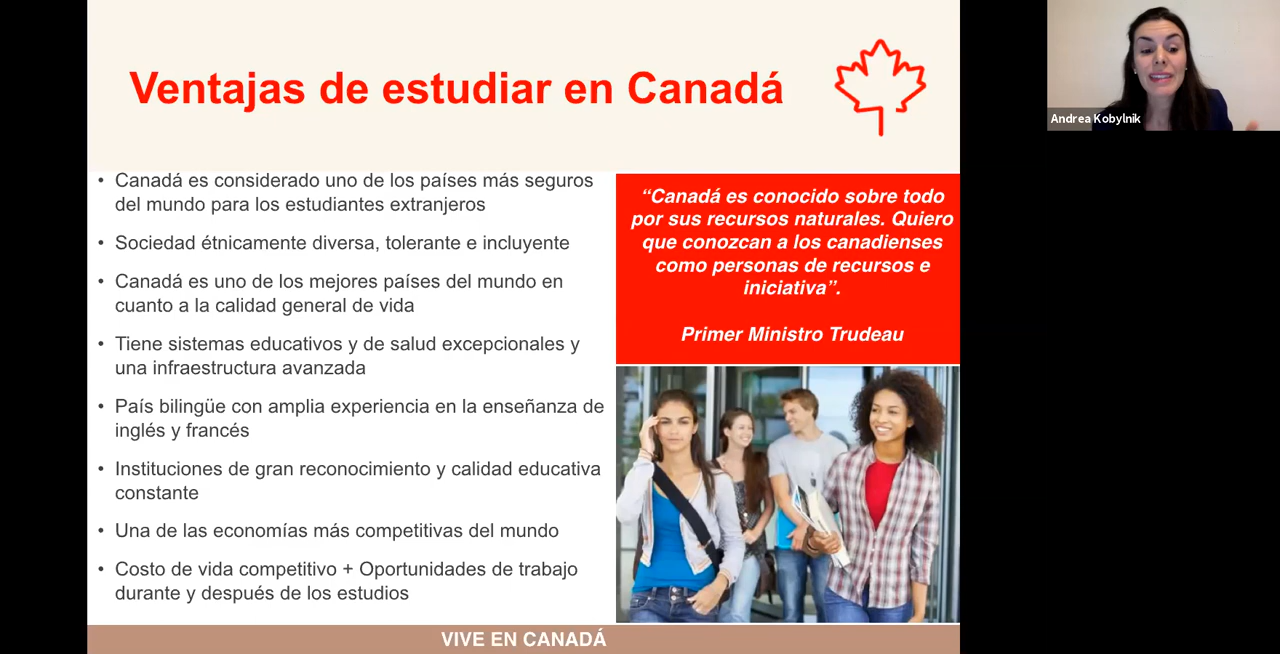 Ventajas de estudiar en Canadá
• Canadá es considerado uno de los países más seguros
del mundo para los estudiantes extranjeros
• Sociedad étnicamente diversa, tolerante e incluyente
• Canadá es uno de los mejores países del mundo en
cuanto a la calidad general de vida
• Tiene sistemas educativos y de salud excepcionales y
una infraestructura avanzada
• País bilingüe con amplia experiencia en la enseñanza de
inglés y francés
• Instituciones de gran reconocimiento y calidad educativa
constante
• Una de las economías más competitivas del mundo
• Costo de vida competitivo + Oportunidades de trabajo
durante y después de los estudios
“Canadá es conocido sobre todo
por sus recursos naturales. Quiero
que conozcan a los canadienses
como personas de recursos e
iniciativa”.
Primer Ministro Trudeau
VIVE EN CANADÁ
Andrea Kobylnik